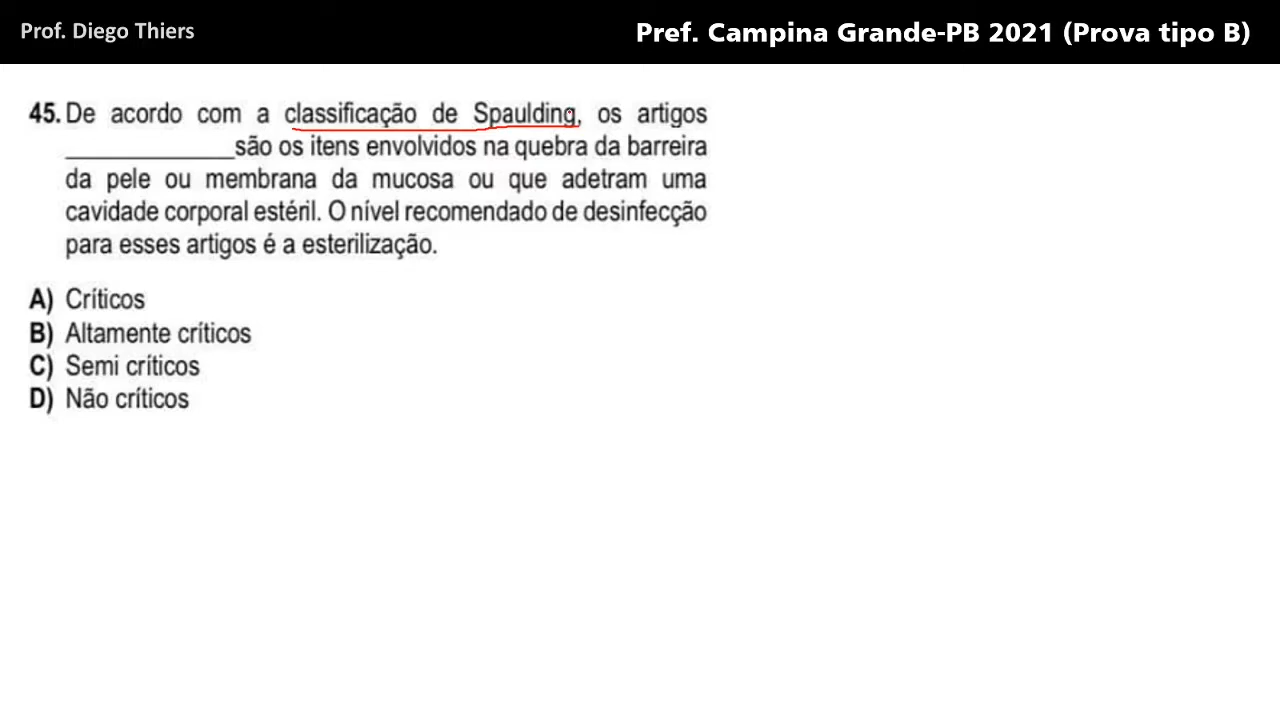 Prof. Diego Thiers
Pref. Campina Grande-PB 2021 (Prova tipo B)
45. De acordo com a classificação de Spaulding, os artigos
_____________são os itens envolvidos na quebra da barreira
da pele ou membrana da mucosa ou que adetram uma
cavidade corporal estéril. O nível recomendado de desinfecção
para esses artigos é a esterilização.
A) Críticos
B) Altamente críticos
C) Semi críticos
D) Não críticos